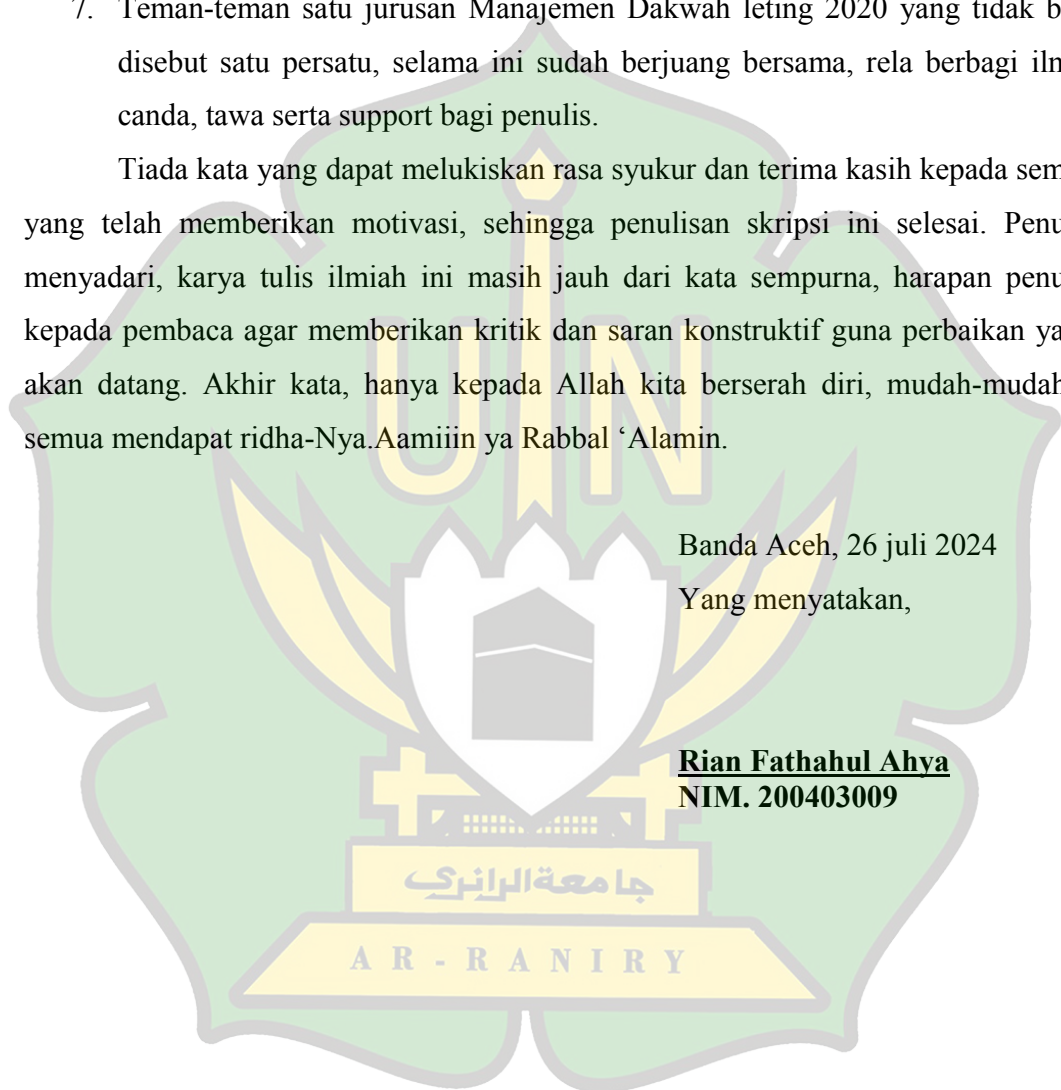 7. Teman-teman satu jurusan Manajemen Dakwah leting 2020 yang tidak b
disebut satu persatu, selama ini sudah berjuang bersama, rela berbagi iln
canda, tawa serta support bagi penulis.
Tiada kata yang dapat melukiskan rasa syukur dan terima kasih kepada sem
yang telah memberikan motivasi, sehingga penulisan skripsi ini selesai. Penu
menyadari, karya tulis ilmiah ini masih jauh dari kata sempurna, harapan penu
kepada pembaca agar memberikan kritik dan saran konstruktif guna perbaikan ya
akan datang. Akhir kata, hanya kepada Allah kita berserah diri, mudah-mudah
semua mendapat ridha-Nya.Aamiiin ya Rabbal ‘Alamin.
UIN
Banda Aceh, 26 juli 2024
Yang menyatakan,
Rian Fathahul Ahya
NIM. 200403009
جامعةالرانري
AR-RANIRY